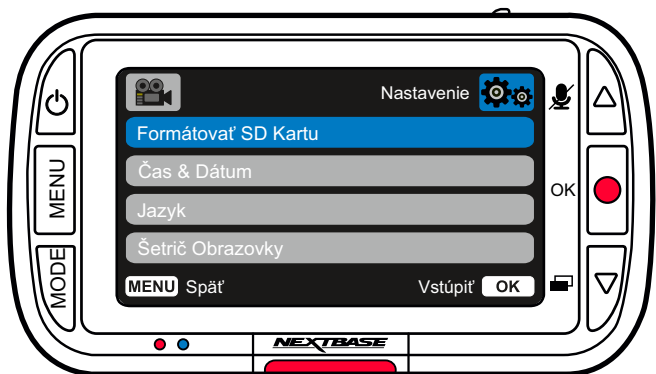 Nastavenie
Formátovať SD Kartu
Čas & Dátum
Jazyk
Šetrič Obrazovky
MENU Späť Vstúpiť OK
MENU
MODE
OK
NEXTBASE